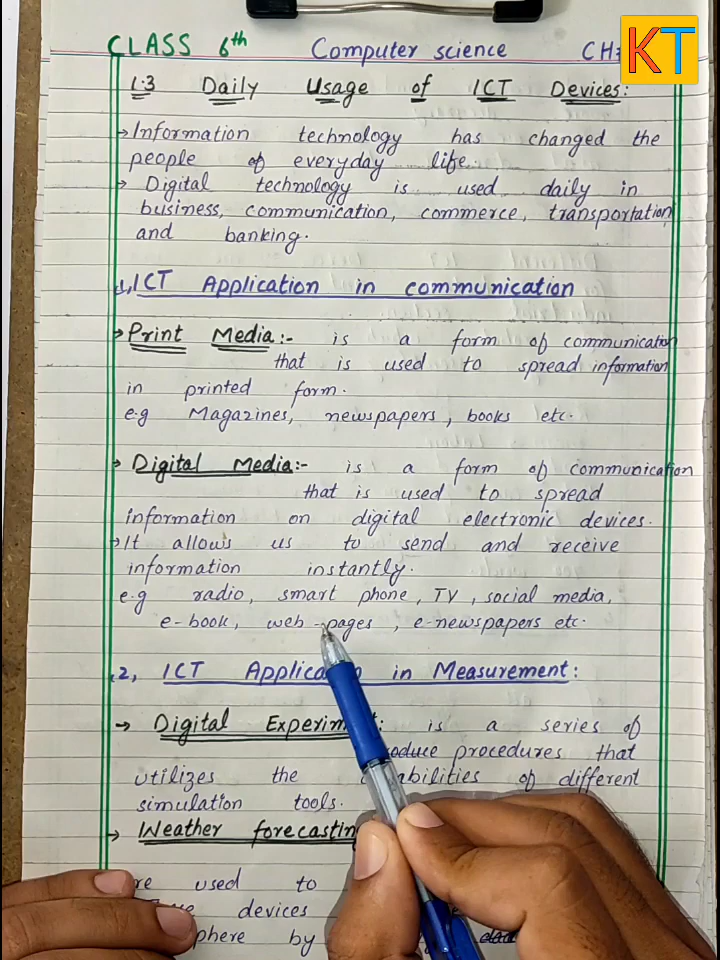 CLASS 6th Computer science CH:
KT
1.3 Daily Usage of ICT Devices:
→ Information technology has changed the
people of everyday life.
→ Digital technology is used daily in
business, communication, commerce, transportation
and banking.
1, ICT Application in communication
→ Print Media:- is a form of communication
that is used to spread information
in printed form.
e.g Magazines, newspapers, books etc.
→ Digital Media:- is a form of communication
that is used to spread
information on digital electronic devices.
→ It allows us to send and receive
information instantly.
e.g radio, smart phone, TV, social media,
e-book, web-pages, e-newspapers etc.
2, ICT Application in Measurement:
→ Digital Experiment: is a series of
procedures that
utilizes the of different
simulation tools.
→ Weather forecasting
used to
devices
by